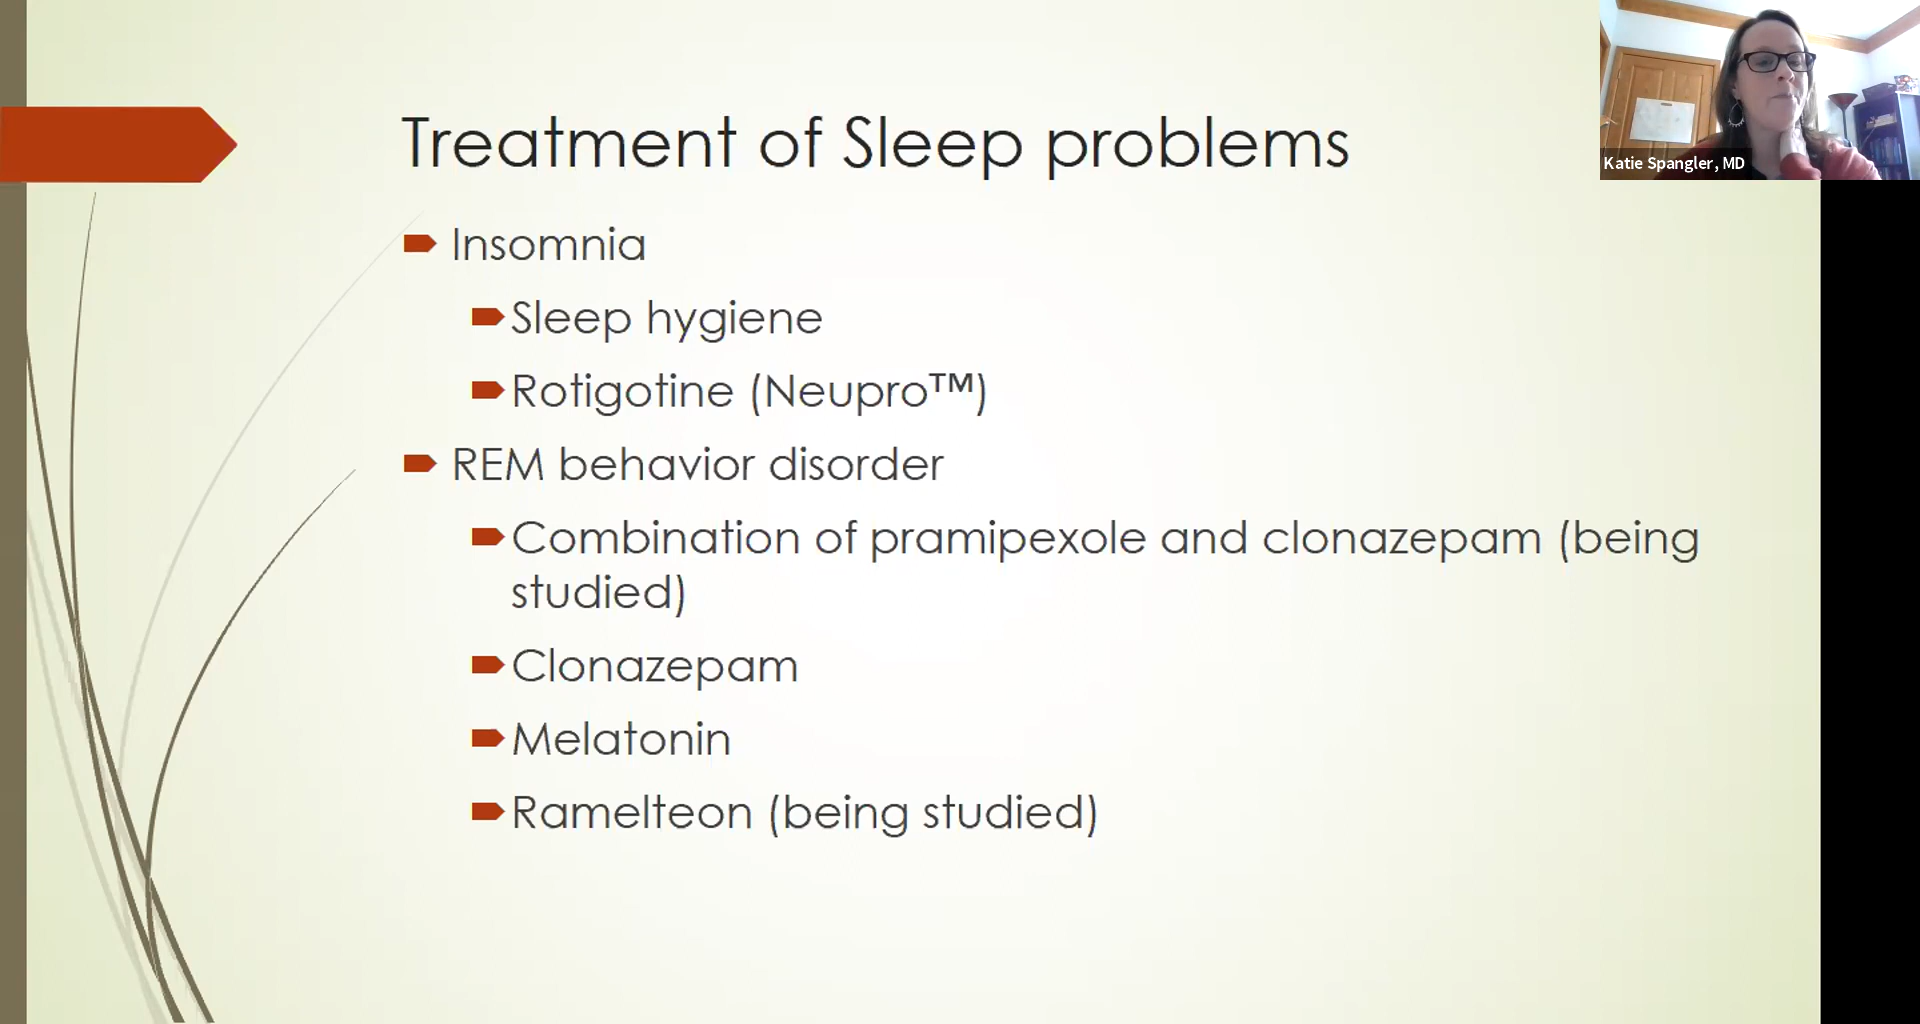 Treatment of Sleep problems
Katie Spangler, MD
Insomnia
Sleep hygiene
Rotigotine (Neupro™)
REM behavior disorder
Combination of pramipexole and clonazepam (being
studied)
Clonazepam
Melatonin
Ramelteon (being studied)